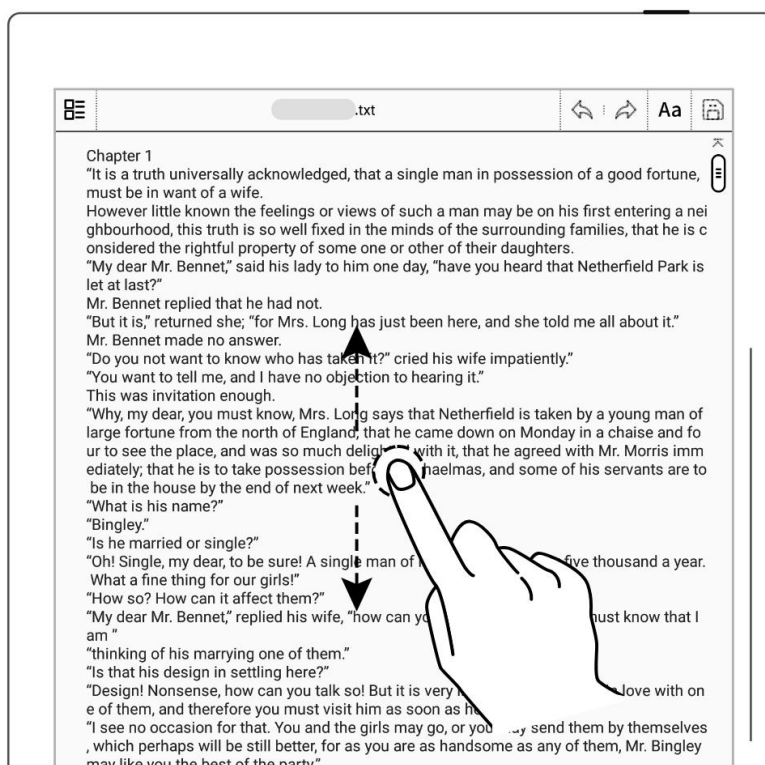 .txt
Aa
Chapter 1
“It is a truth universally acknowledged, that a single man in possession of a good fortune,
must be in want of a wife.
However little known the feelings or views of such a man may be on his first entering a nei
ghbourhood, this truth is so well fixed in the minds of the surrounding families, that he is c
onsidered the rightful property of some one or other of their daughters.
“My dear Mr. Bennet,” said his lady to him one day, “have you heard that Netherfield Park is
let at last?”
Mr. Bennet replied that he had not.
“But it is,” returned she; “for Mrs. Long has just been here, and she told me all about it.”
Mr. Bennet made no answer.
“Do you not want to know who has taken it?” cried his wife impatiently.”
“You want to tell me, and I have no objection to hearing it.”
This was invitation enough.
“Why, my dear, you must know, Mrs. Long says that Netherfield is taken by a young man of
large fortune from the north of England; that he came down on Monday in a chaise and fo
ur to see the place, and was so much delighted with it, that he agreed with Mr. Morris imm
ediately; that he is to take possession haelmas, and some of his servants are to
be in the house by the end of next week.”
“What is his name?”
“Bingley.”
“Is he married or single?”
“Oh! Single, my dear, to be sure! A single man of five thousand a year.
What a fine thing for our girls!”
“How so? How can it affect them?”
“My dear Mr. Bennet,” replied his wife, “how can must know that I
am ”
“thinking of his marrying one of them.”
“Is that his design in settling here?”
“Design! Nonsense, how can you talk so! But it is very love with on
e of them, and therefore you must visit him as soon as
“I see no occasion for that. You and the girls may go, or you may send them by themselves
, which perhaps will be still better, for as you are as handsome as any of them, Mr. Bingley
may like you the best of the party”